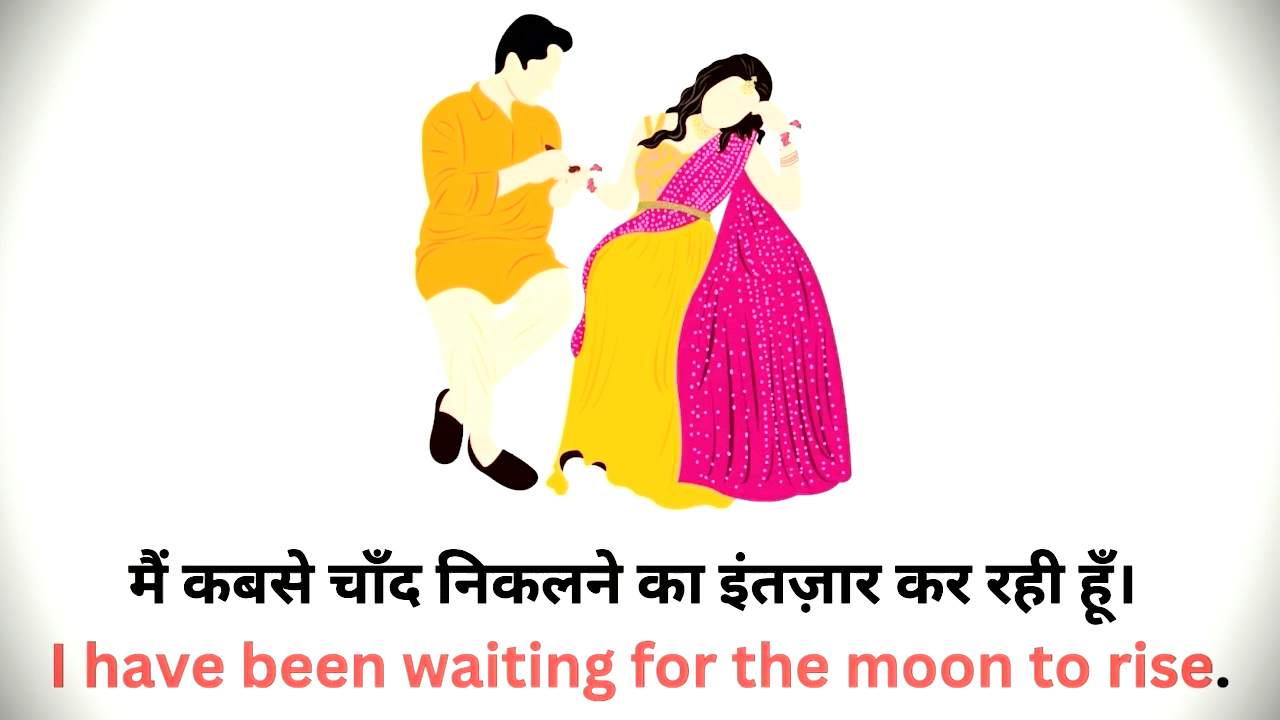 मैं कबसे चाँद निकलने का इंतज़ार कर रही हूँ।
I have been waiting for the moon to rise.